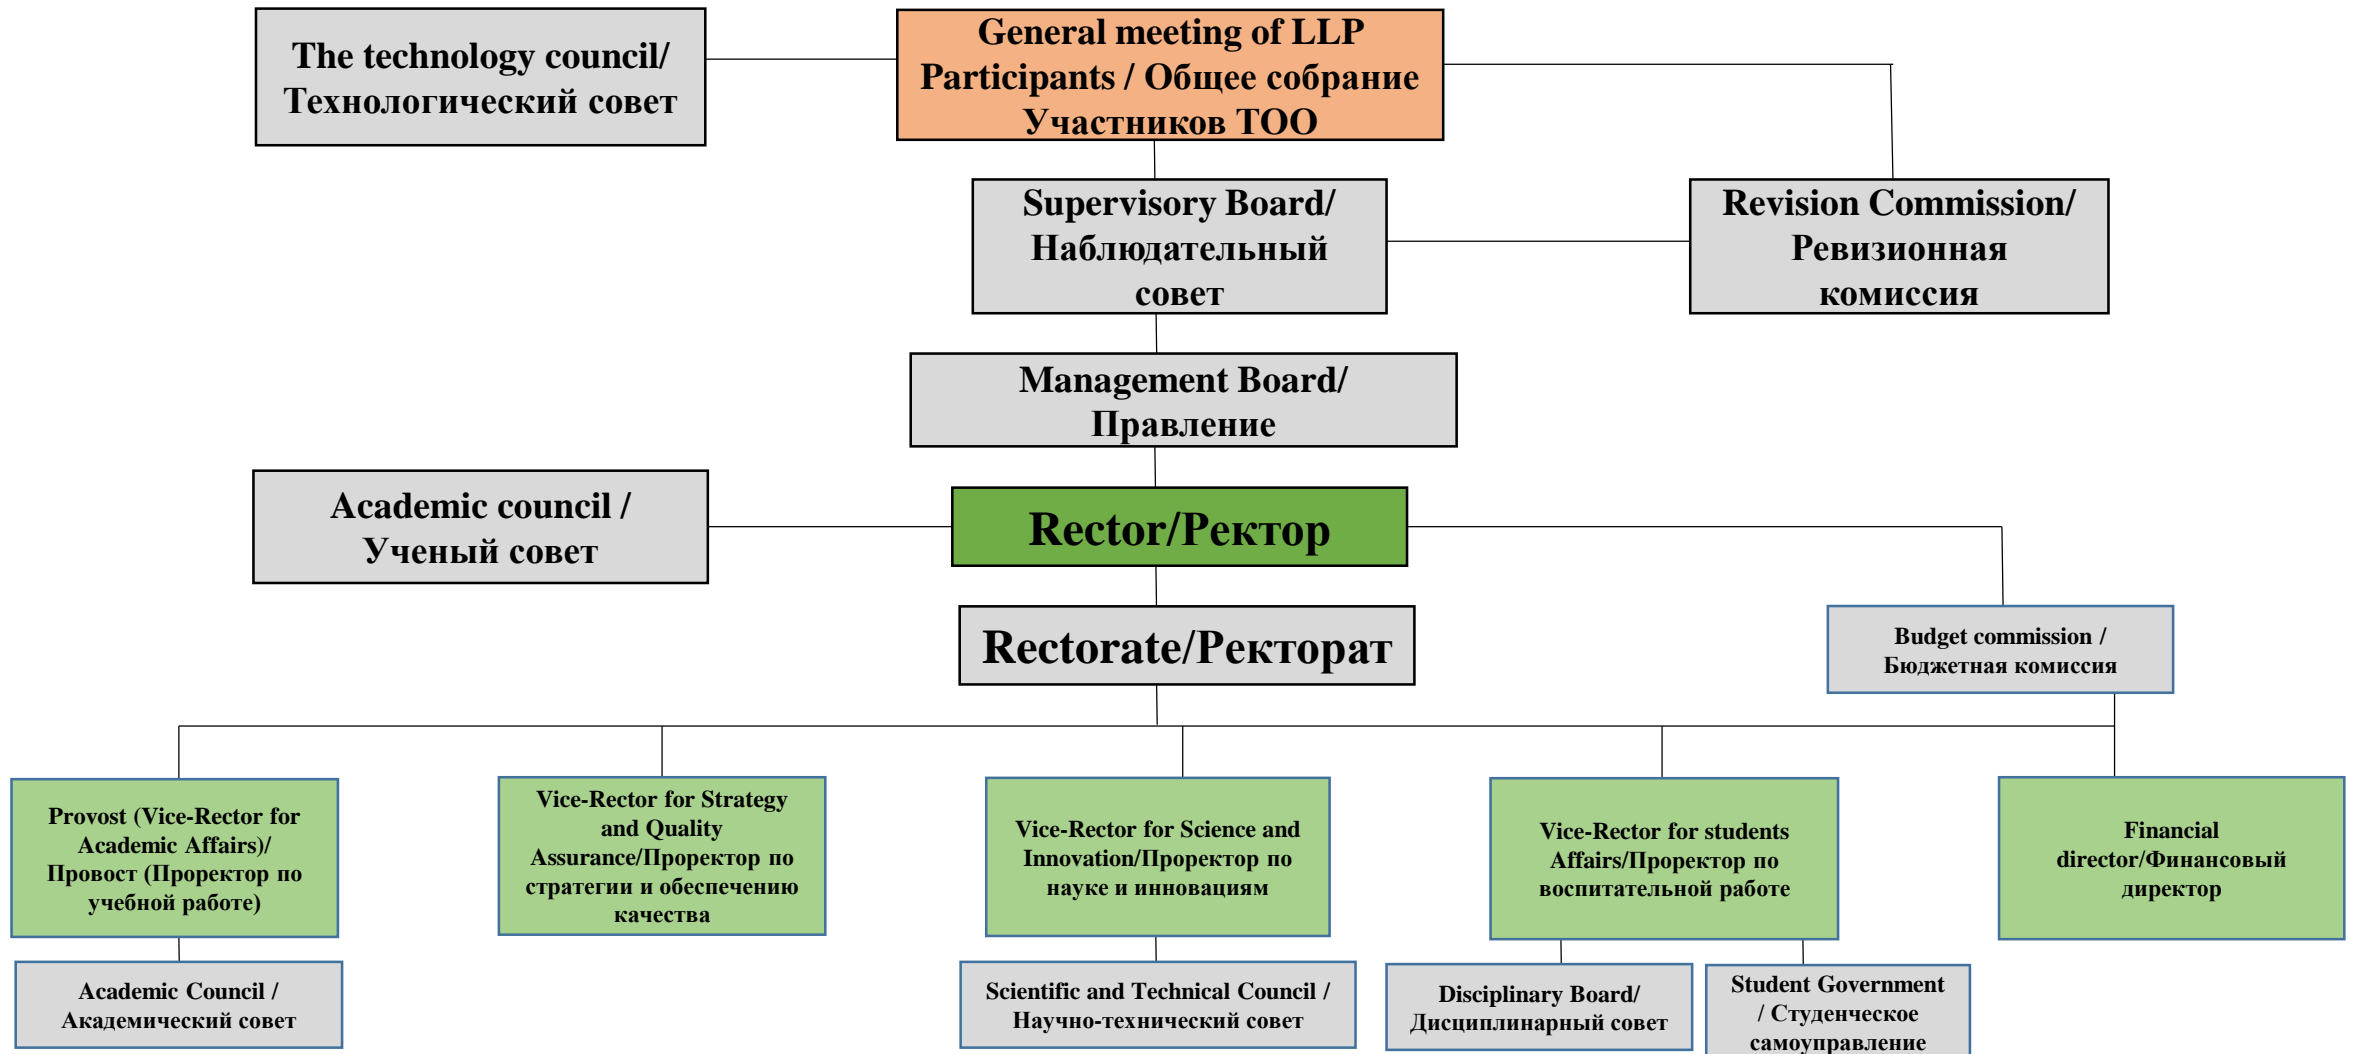 The technology council/
Технологический совет
General meeting of LLP
Participants / Общее собрание
Участников ТОО
Supervisory Board/
Наблюдательный
совет
Revision Commission/
Ревизионная
комиссия
Management Board/
Правление
Academic council /
Ученый совет
Rector/Ректор
Rectorate/Ректорат
Budget commission /
Бюджетная комиссия
Provost (Vice-Rector for
Academic Affairs)/
Провост (Проректор по
учебной работе)
Vice-Rector for Strategy
and Quality
Assurance/Проректор по
стратегии и обеспечению
качества
Vice-Rector for Science and
Innovation/Проректор по
науке и инновациям
Vice-Rector for students
Affairs/Проректор по
воспитательной работе
Financial
director/Финансовый
директор
Academic Council /
Академический совет
Scientific and Technical Council /
Научно-технический совет
Disciplinary Board/
Дисциплинарный совет
Student Government
/ Студенческое
самоуправление